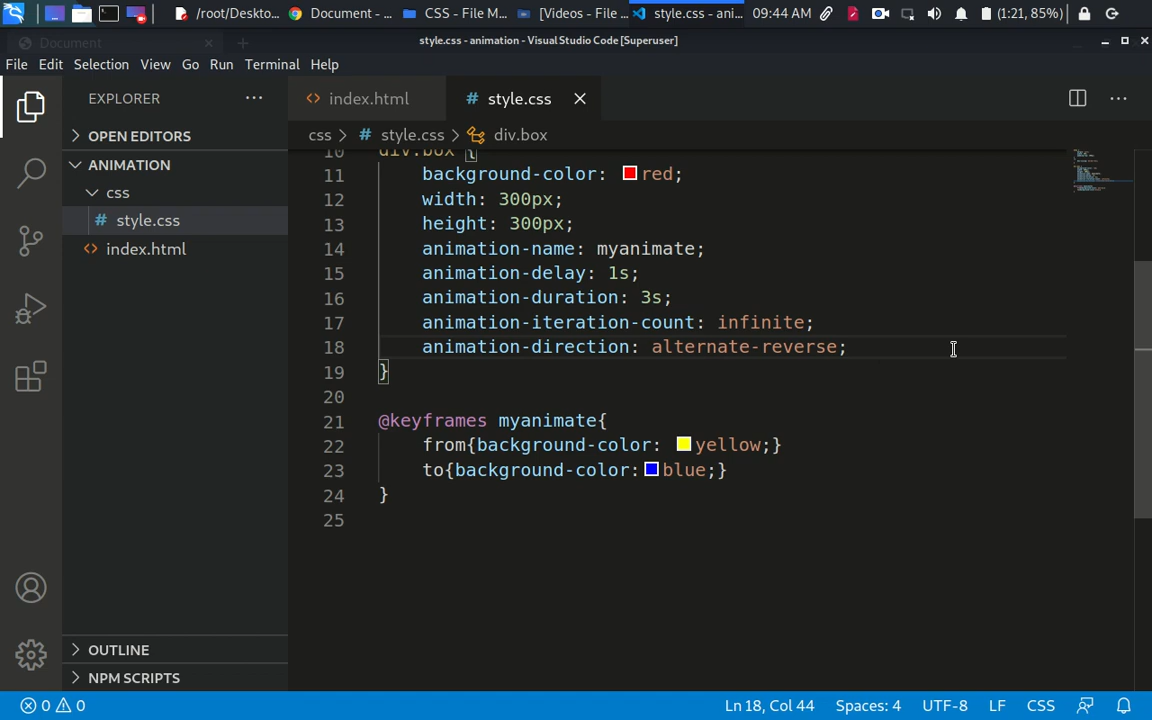 /root/Deskto...
Document - ...
CSS - File M...
[Videos - File ...
style.css - ani...
09:44 AM
(1:21, 85%)
Document
style.css - animation - Visual Studio Code [Superuser]
File Edit Selection View Go Run Terminal Help
EXPLORER
OPEN EDITORS
ANIMATION
css
# style.css
<> index.html
OUTLINE
NPM SCRIPTS
<> index.html
# style.css
css > # style.css > div.box
10 div.box {
11 background-color: red;
12 width: 300px;
13 height: 300px;
14 animation-name: myanimate;
15 animation-delay: 1s;
16 animation-duration: 3s;
17 animation-iteration-count: infinite;
18 animation-direction: alternate-reverse;
19 }
20
21 @keyframes myanimate{
22 from{background-color: yellow;}
23 to{background-color:blue;}
24 }
25
0 0
Ln 18, Col 44 Spaces: 4 UTF-8 LF CSS